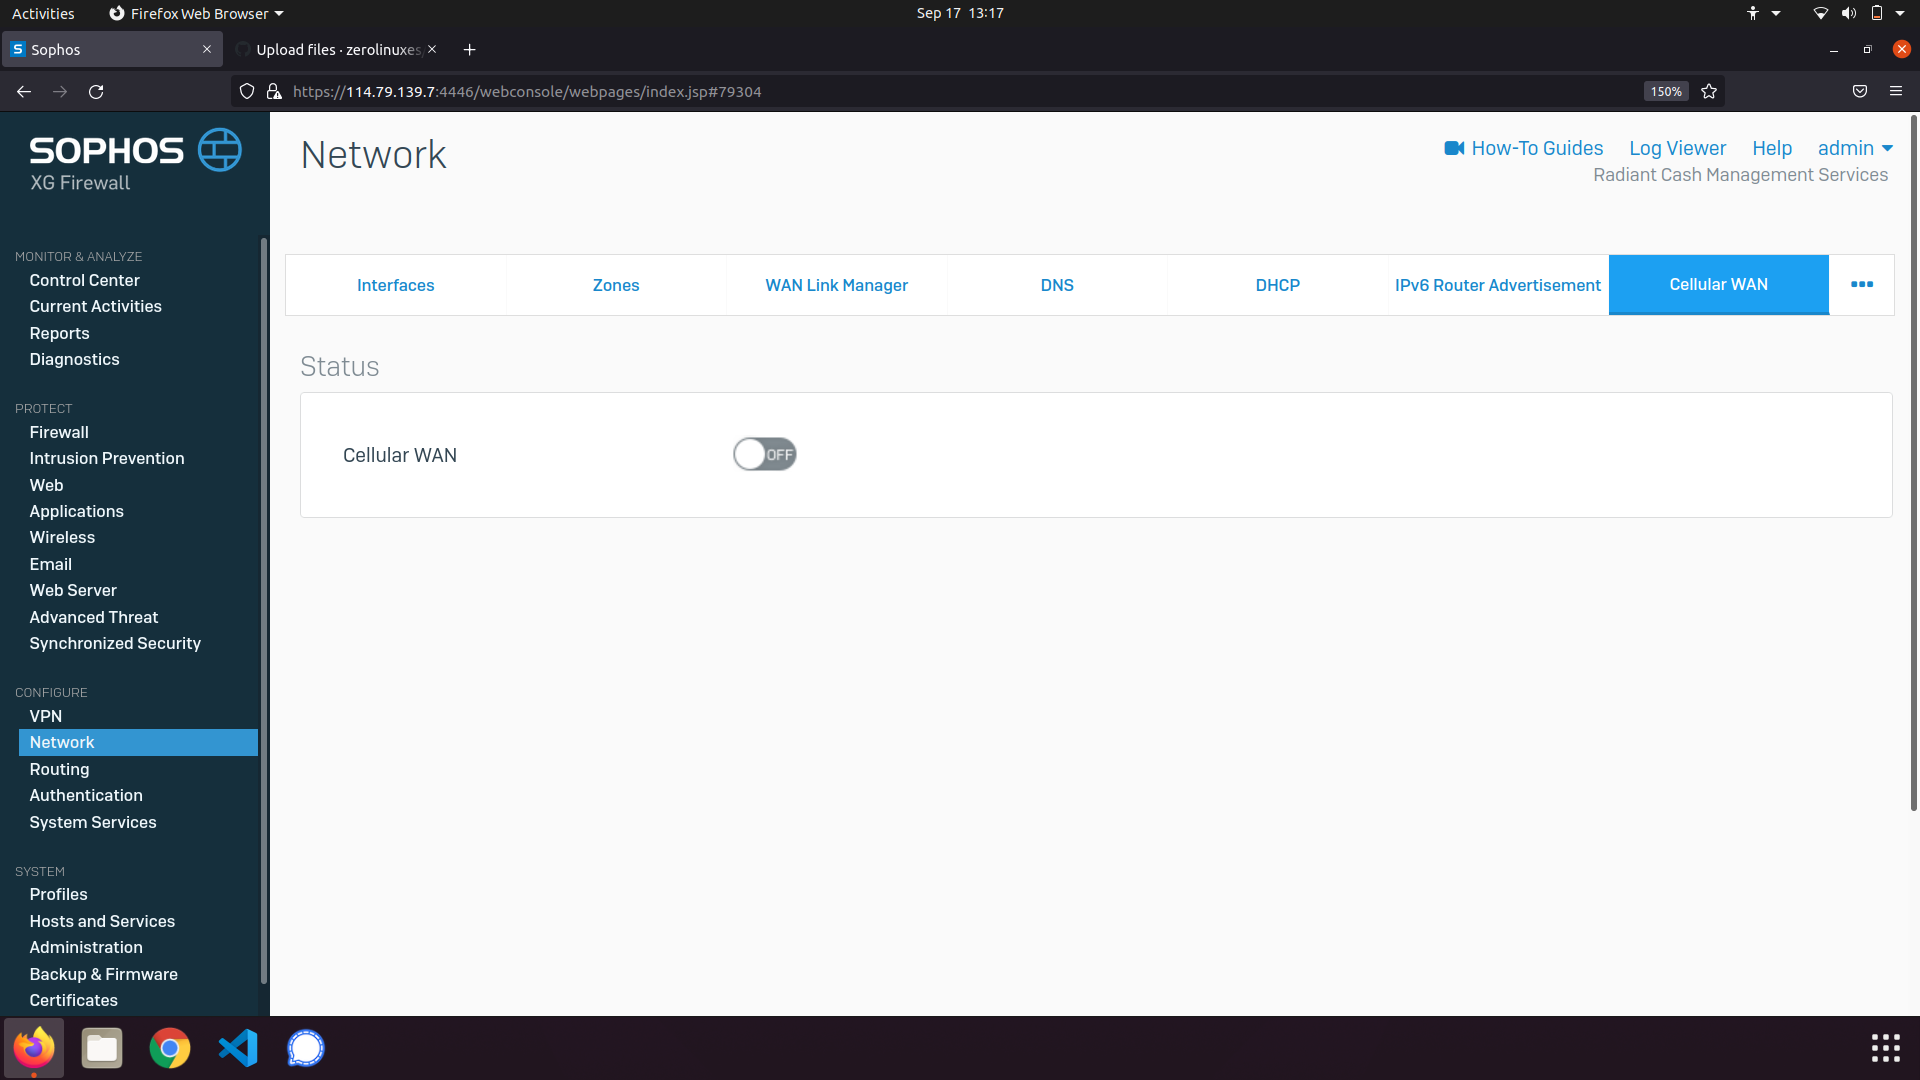 Activities
Firefox Web Browser
Sep 17 13:17
Sophos
Upload files · zerolinuxes
https://114.79.139.7:4446/webconsole/webpages/index.jsp#79304
150%
SOPHOS
XG Firewall
Network
How-To Guides
Log Viewer
Help
admin
Radiant Cash Management Services
MONITOR & ANALYZE
Control Center
Current Activities
Reports
Diagnostics
PROTECT
Firewall
Intrusion Prevention
Web
Applications
Wireless
Email
Web Server
Advanced Threat
Synchronized Security
CONFIGURE
VPN
Network
Routing
Authentication
System Services
SYSTEM
Profiles
Hosts and Services
Administration
Backup & Firmware
Certificates
Interfaces
Zones
WAN Link Manager
DNS
DHCP
IPv6 Router Advertisement
Cellular WAN
Status
Cellular WAN
OFF